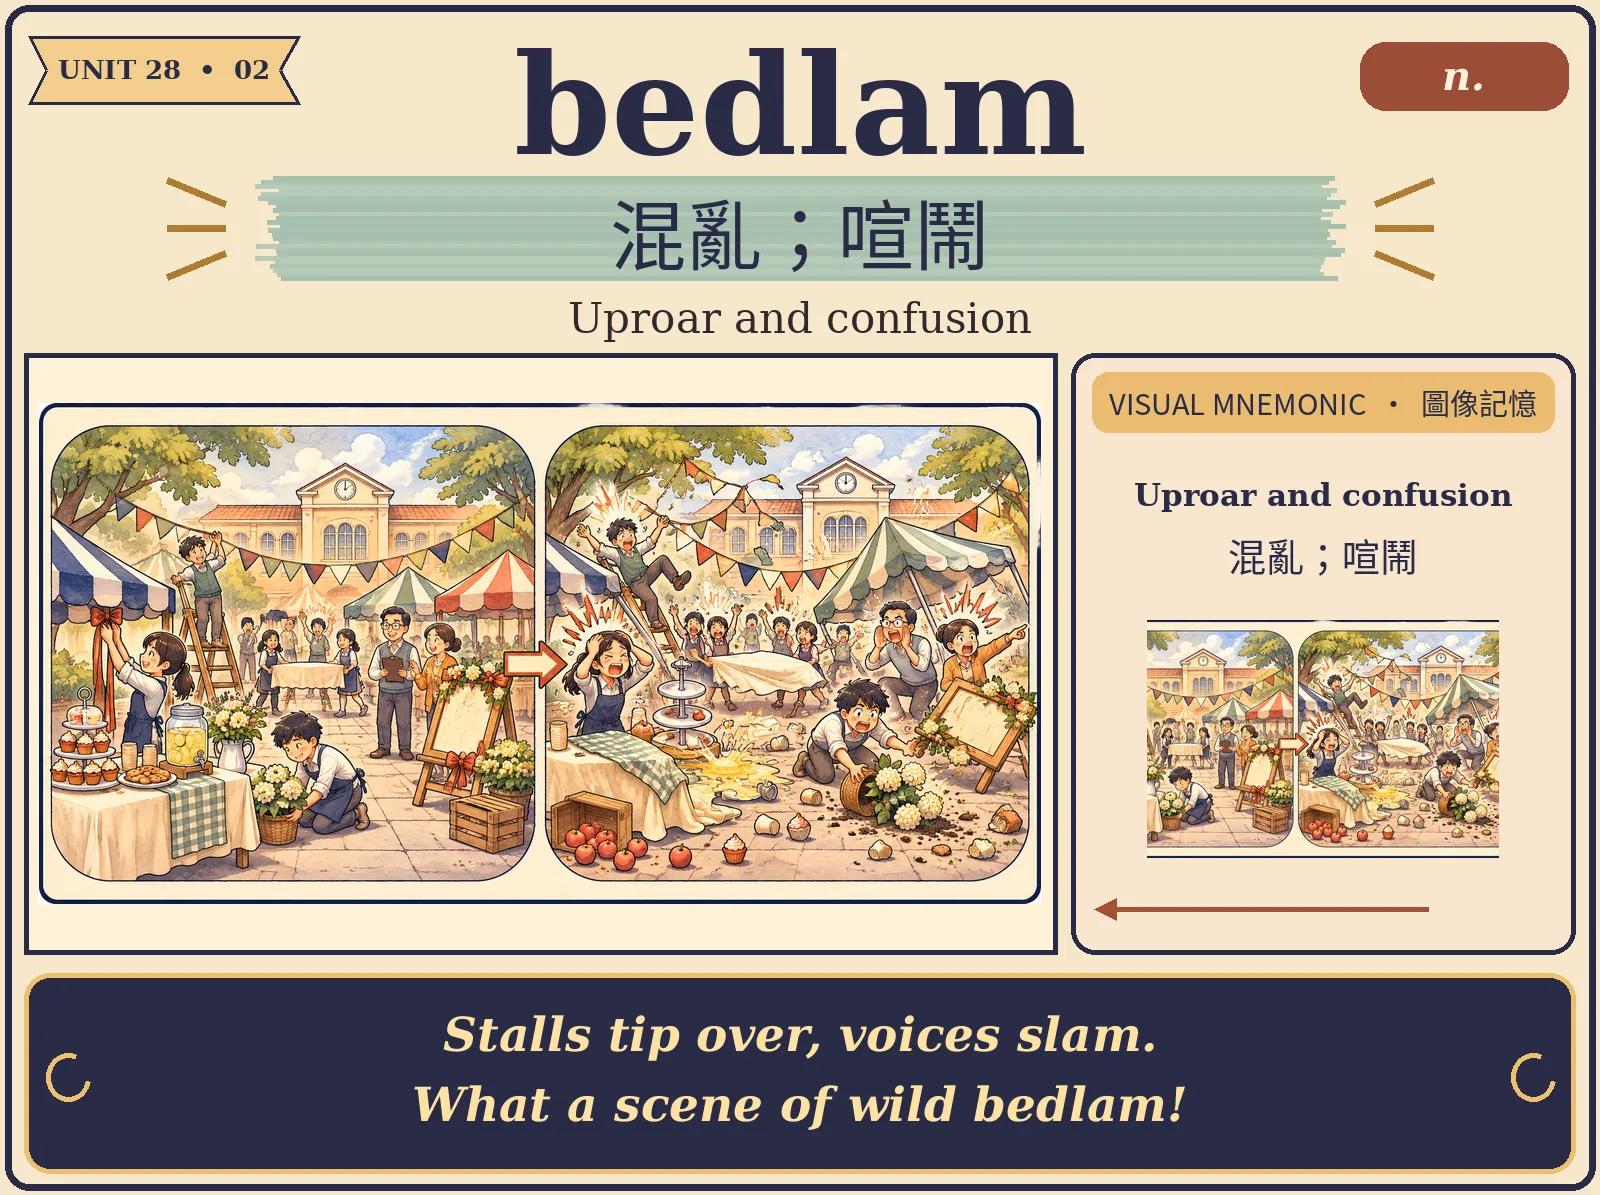 UNIT 28 • 02
bedlam
n.
混亂；喧鬧
Uproar and confusion
VISUAL MNEMONIC ・ 圖像記憶
Uproar and confusion
混亂；喧鬧
Stalls tip over, voices slam.
What a scene of wild bedlam!